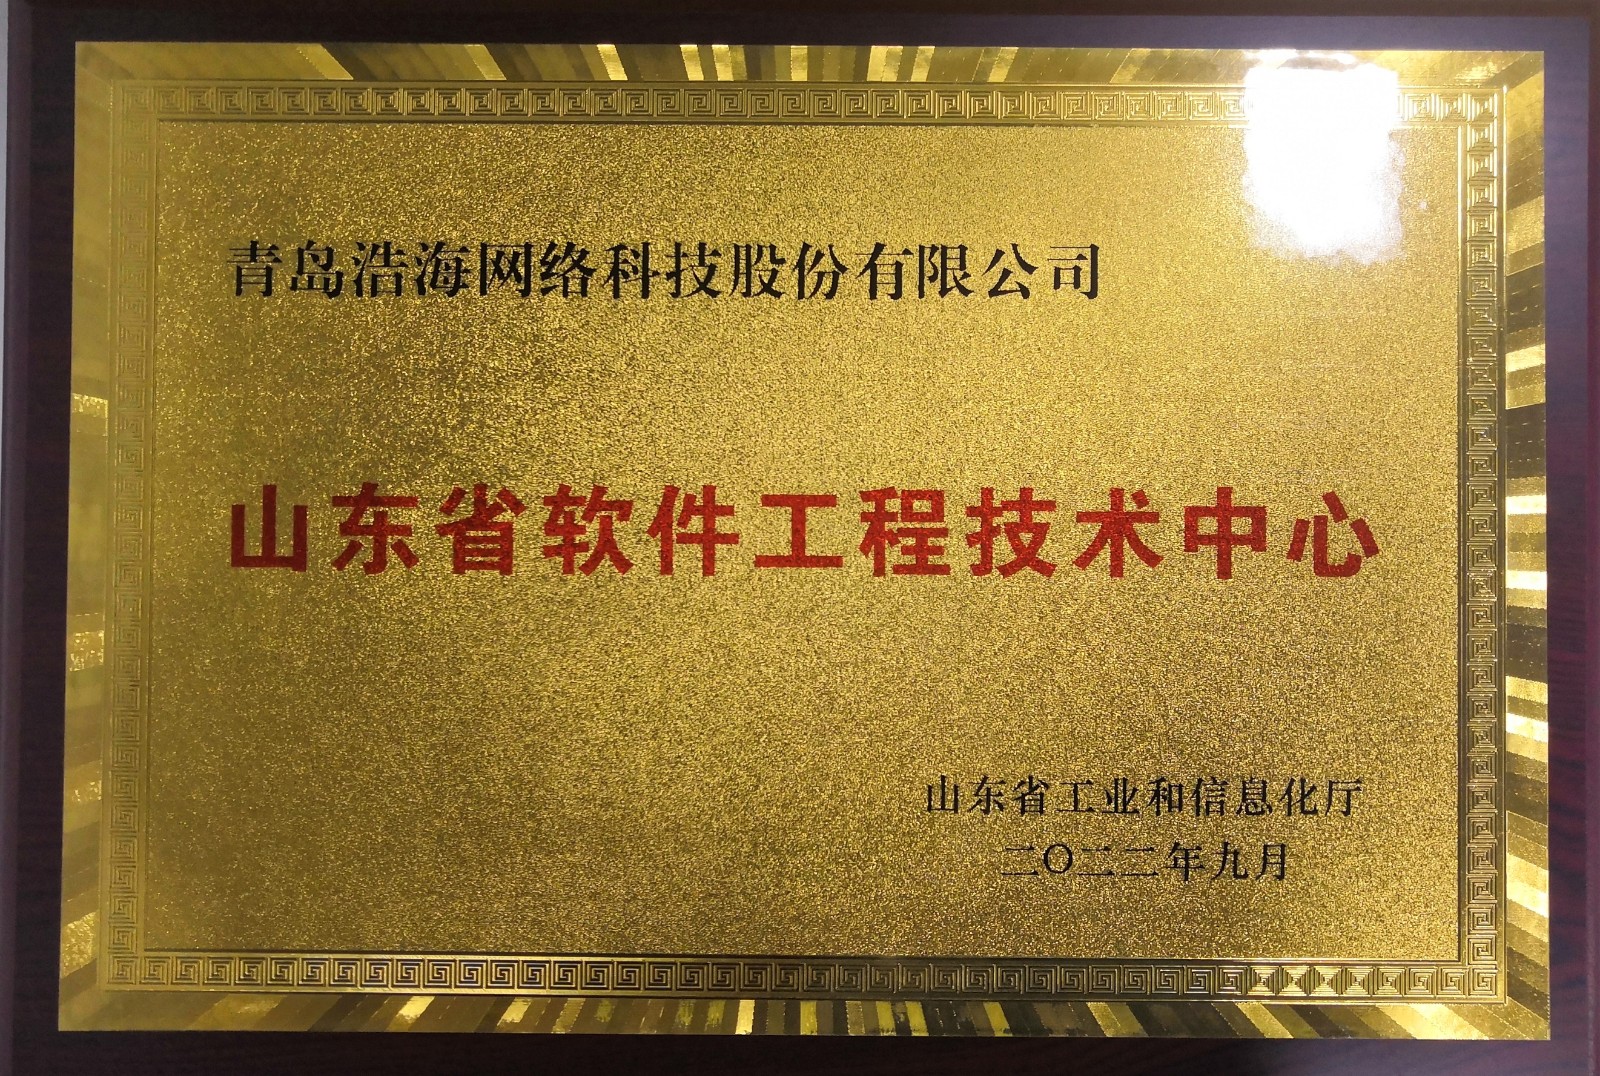 青岛浩海网络科技股份有限公司
山东省软件工程技术中心
山东省工业和信息化厅
二〇二二年九月